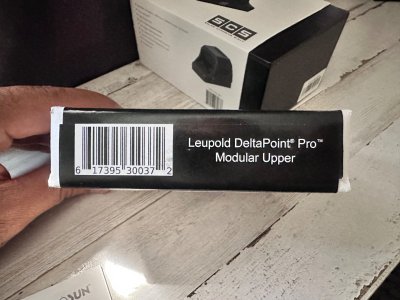 SCS
Leupold DeltaPoint® Pro™
Modular Upper
6 17395 30037 2